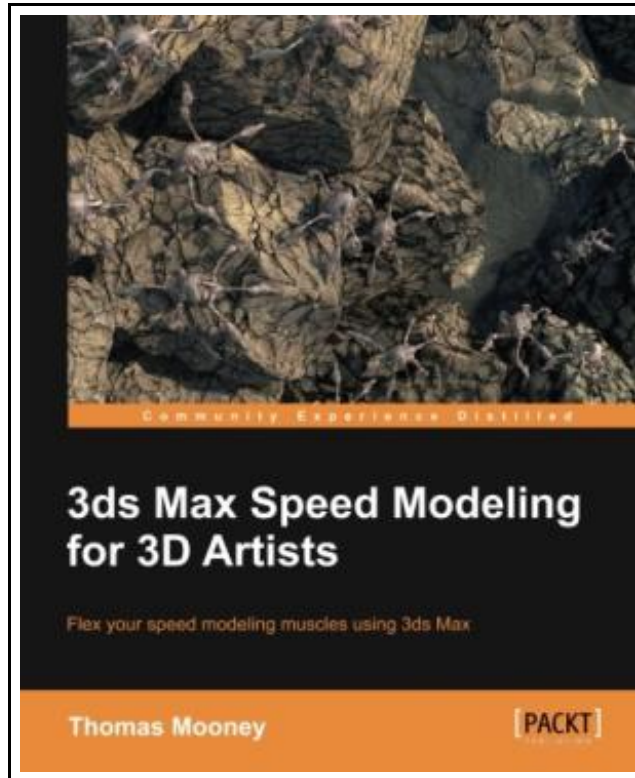 Community Experience Distilled
3ds Max Speed Modeling
for 3D Artists
Flex your speed modeling muscles using 3ds Max
Thomas Mooney
[PACKT]